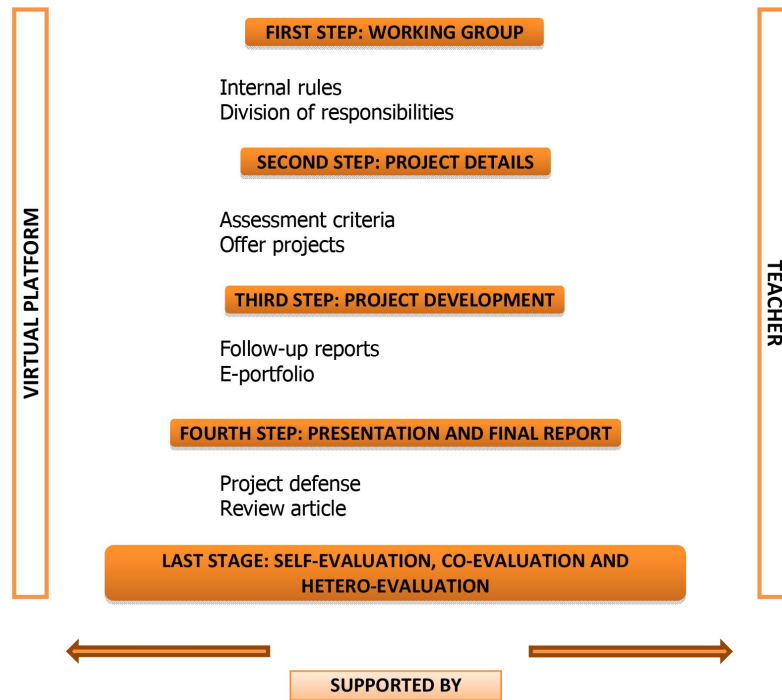 FIRST STEP: WORKING GROUP
Internal rules
Division of responsibilities
SECOND STEP: PROJECT DETAILS
Assessment criteria
Offer projects
THIRD STEP: PROJECT DEVELOPMENT
Follow-up reports
E-portfolio
FOURTH STEP: PRESENTATION AND FINAL REPORT
Project defense
Review article
LAST STAGE: SELF-EVALUATION, CO-EVALUATION AND
HETERO-EVALUATION
VIRTUAL PLATFORM
TEACHER
SUPPORTED BY